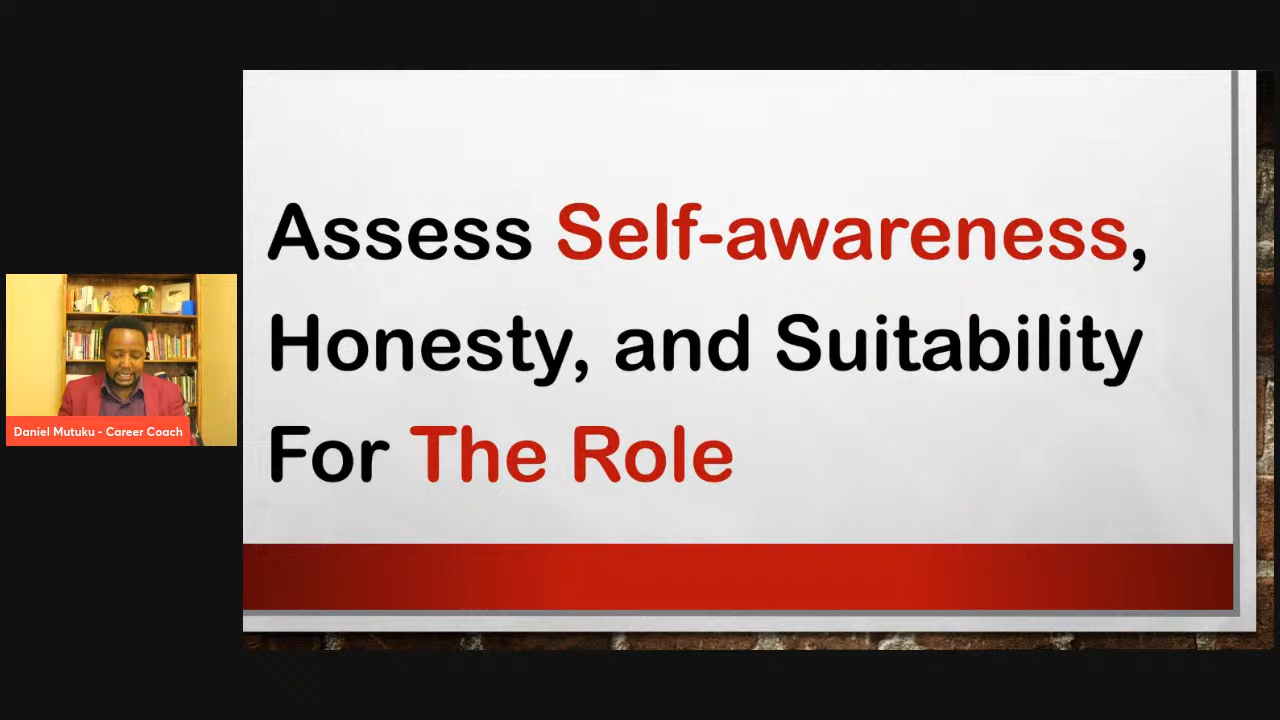 Assess Self-awareness,
Honesty, and Suitability
For The Role
Daniel Mutuku - Career Coach